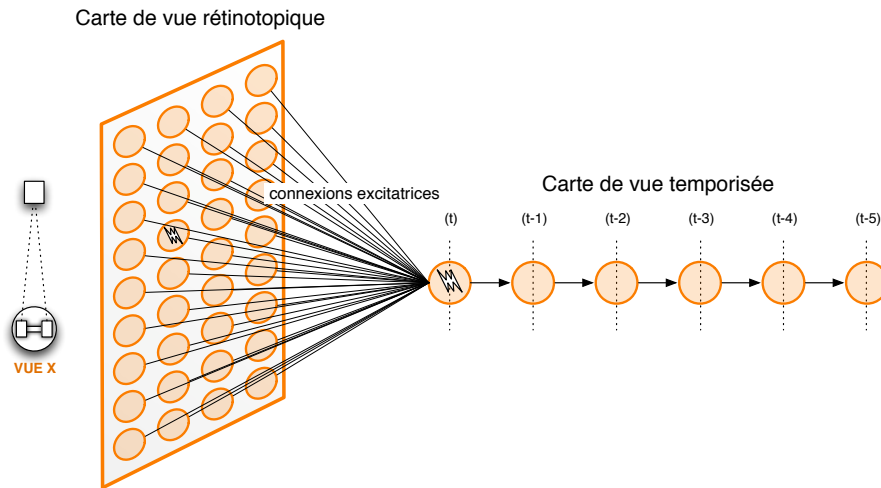 Carte de vue rétinotopique
connexions excitatrices
Carte de vue temporisée
(t) (t-1) (t-2) (t-3) (t-4) (t-5)
VUE X